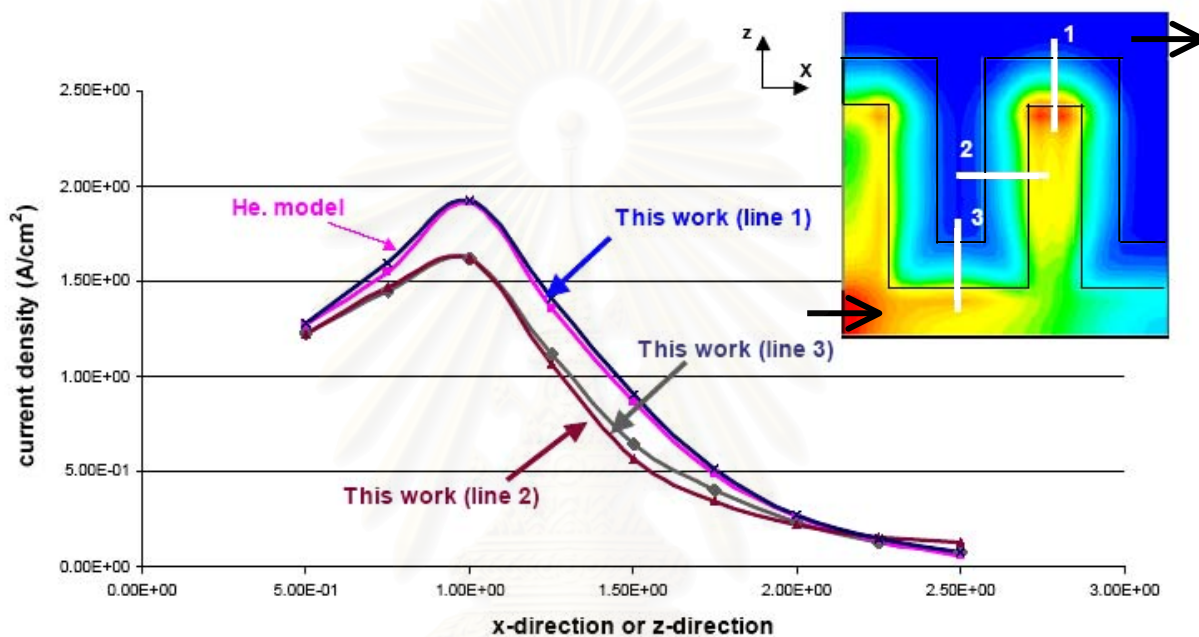 z
x
1
2
3
2.50E+00
2.00E+00
1.50E+00
1.00E+00
5.00E-01
0.00E+00
current density (A/cm²)
He. model
This work (line 1)
This work (line 3)
This work (line 2)
0.00E+00 5.00E-01 1.00E+00 1.50E+00 2.00E+00 2.50E+00 3.00E+00
x-direction or z-direction